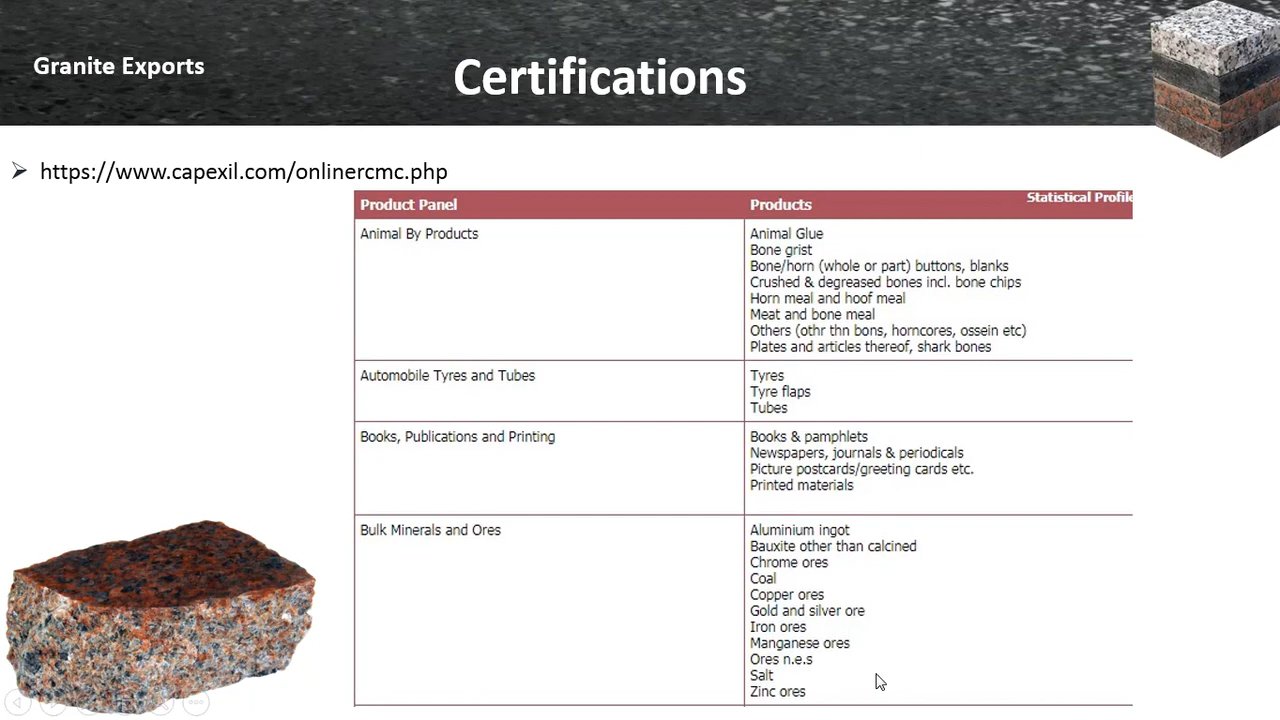 Granite Exports
Certifications
https://www.capexil.com/onlinercmc.php
Product Panel
Products
Statistical Profile
Animal By Products
Animal Glue
Bone grist
Bone/horn (whole or part) buttons, blanks
Crushed & degreased bones incl. bone chips
Horn meal and hoof meal
Meat and bone meal
Others (othr thn bons, horncores, ossein etc)
Plates and articles thereof, shark bones
Automobile Tyres and Tubes
Tyres
Tyre flaps
Tubes
Books, Publications and Printing
Books & pamphlets
Newspapers, journals & periodicals
Picture postcards/greeting cards etc.
Printed materials
Bulk Minerals and Ores
Aluminium ingot
Bauxite other than calcined
Chrome ores
Coal
Copper ores
Gold and silver ore
Iron ores
Manganese ores
Ores n.e.s
Salt
Zinc ores